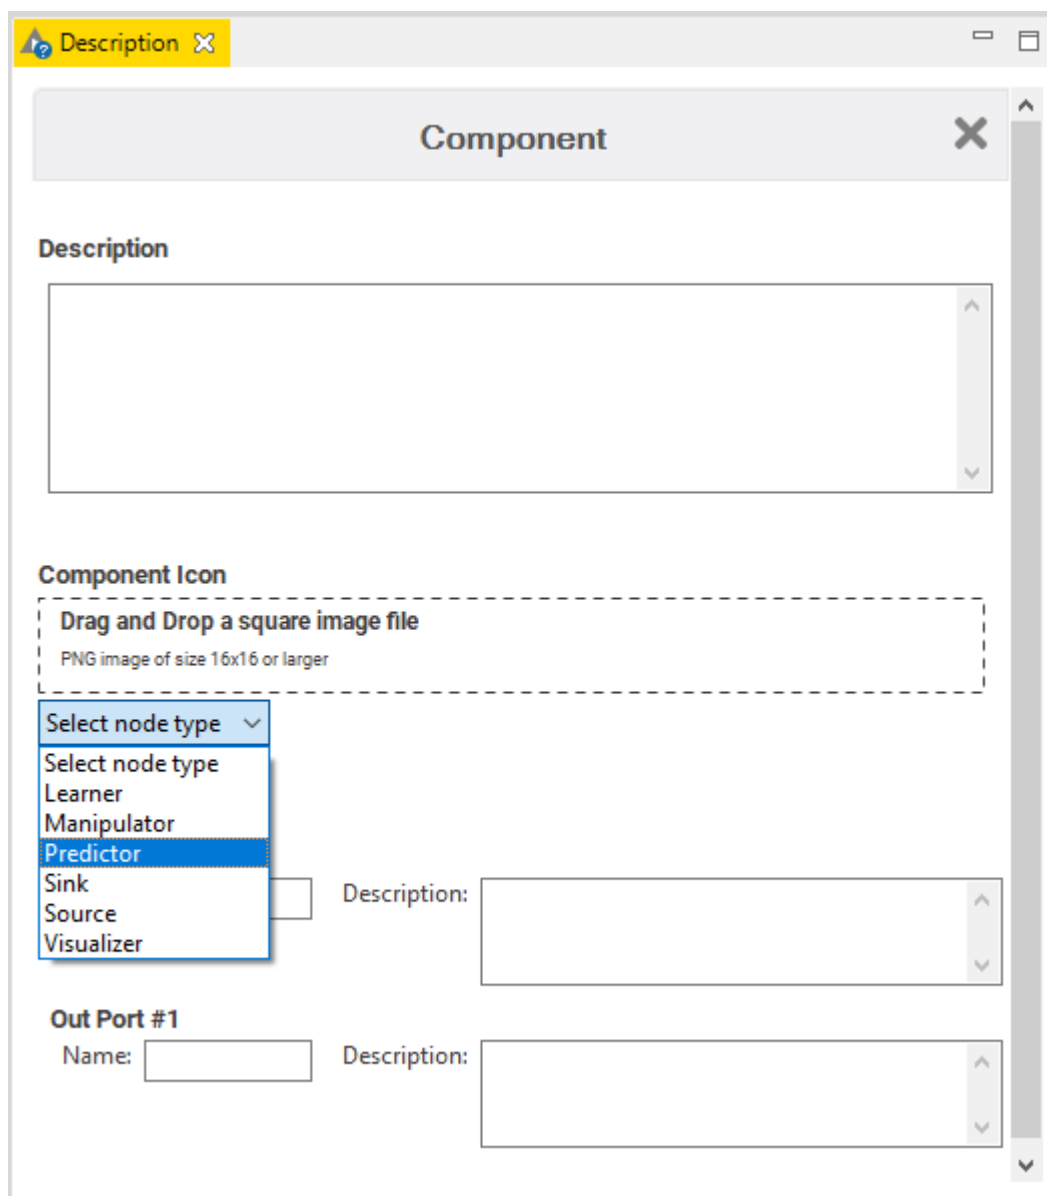 Description
Component
Description
Component Icon
Drag and Drop a square image file
PNG image of size 16x16 or larger
Select node type
Select node type
Learner
Manipulator
Predictor
Sink
Source
Visualizer
Description:
Out Port #1
Name:
Description: